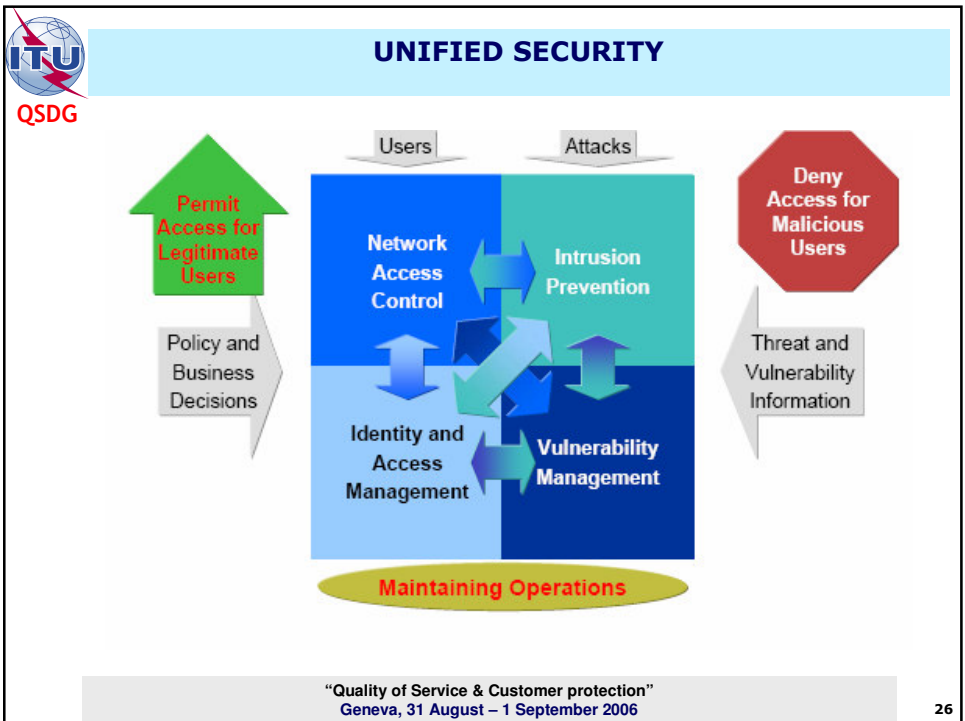 ITU
QSDG
UNIFIED SECURITY
Users
Attacks
Permit
Access for
Legitimate
Users
Deny
Access for
Malicious
Users
Network
Access
Control
Intrusion
Prevention
Policy and
Business
Decisions
Threat and
Vulnerability
Information
Identity and
Access
Management
Vulnerability
Management
Maintaining Operations
“Quality of Service & Customer protection”
Geneva, 31 August – 1 September 2006
26